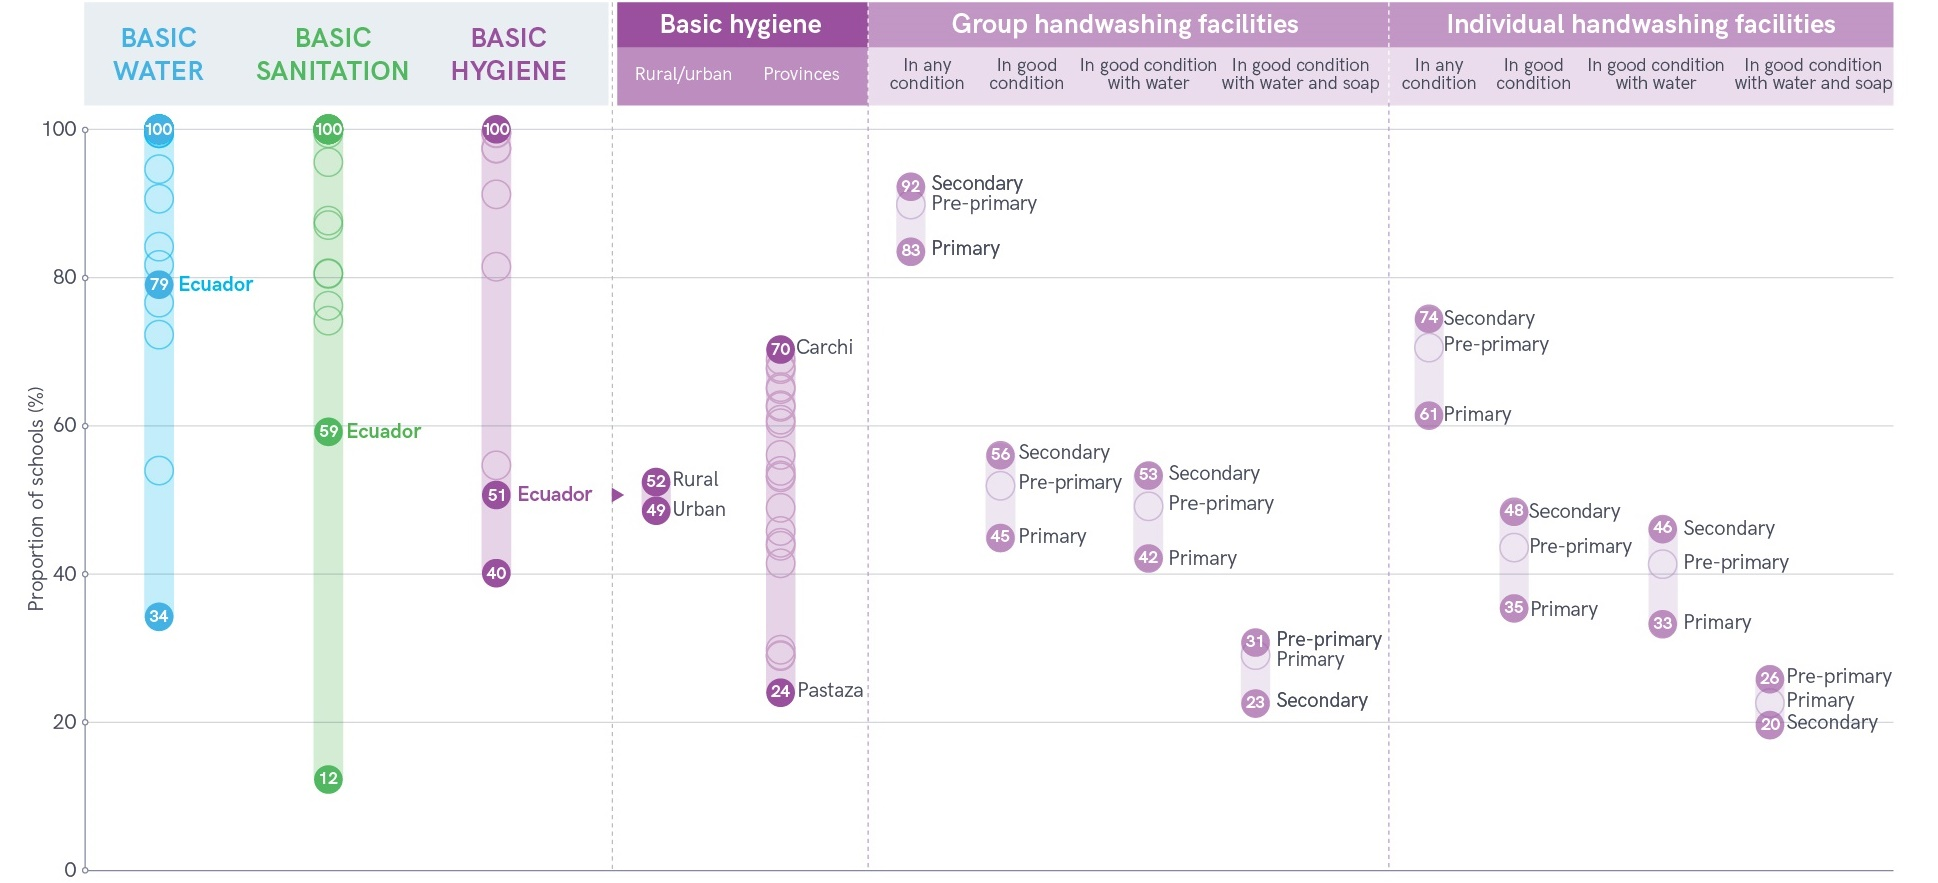 BASIC
WATER
BASIC
SANITATION
BASIC
HYGIENE
Basic hygiene
Rural/urban
Provinces
Group handwashing facilities
In any
condition
In good
condition
In good condition
with water
In good condition
with water and soap
Individual handwashing facilities
In any
condition
In good
condition
In good condition
with water
In good condition
with water and soap
Proportion of schools (%)
100
80
60
40
20
0
100
79 Ecuador
34
100
59 Ecuador
12
100
51 Ecuador
40
52 Rural
49 Urban
70 Carchi
24 Pastaza
92 Secondary
Pre-primary
83 Primary
56 Secondary
Pre-primary
45 Primary
53 Secondary
Pre-primary
42 Primary
31 Pre-primary
Primary
23 Secondary
74 Secondary
Pre-primary
61 Primary
48 Secondary
Pre-primary
35 Primary
46 Secondary
Pre-primary
33 Primary
26 Pre-primary
Primary
20 Secondary